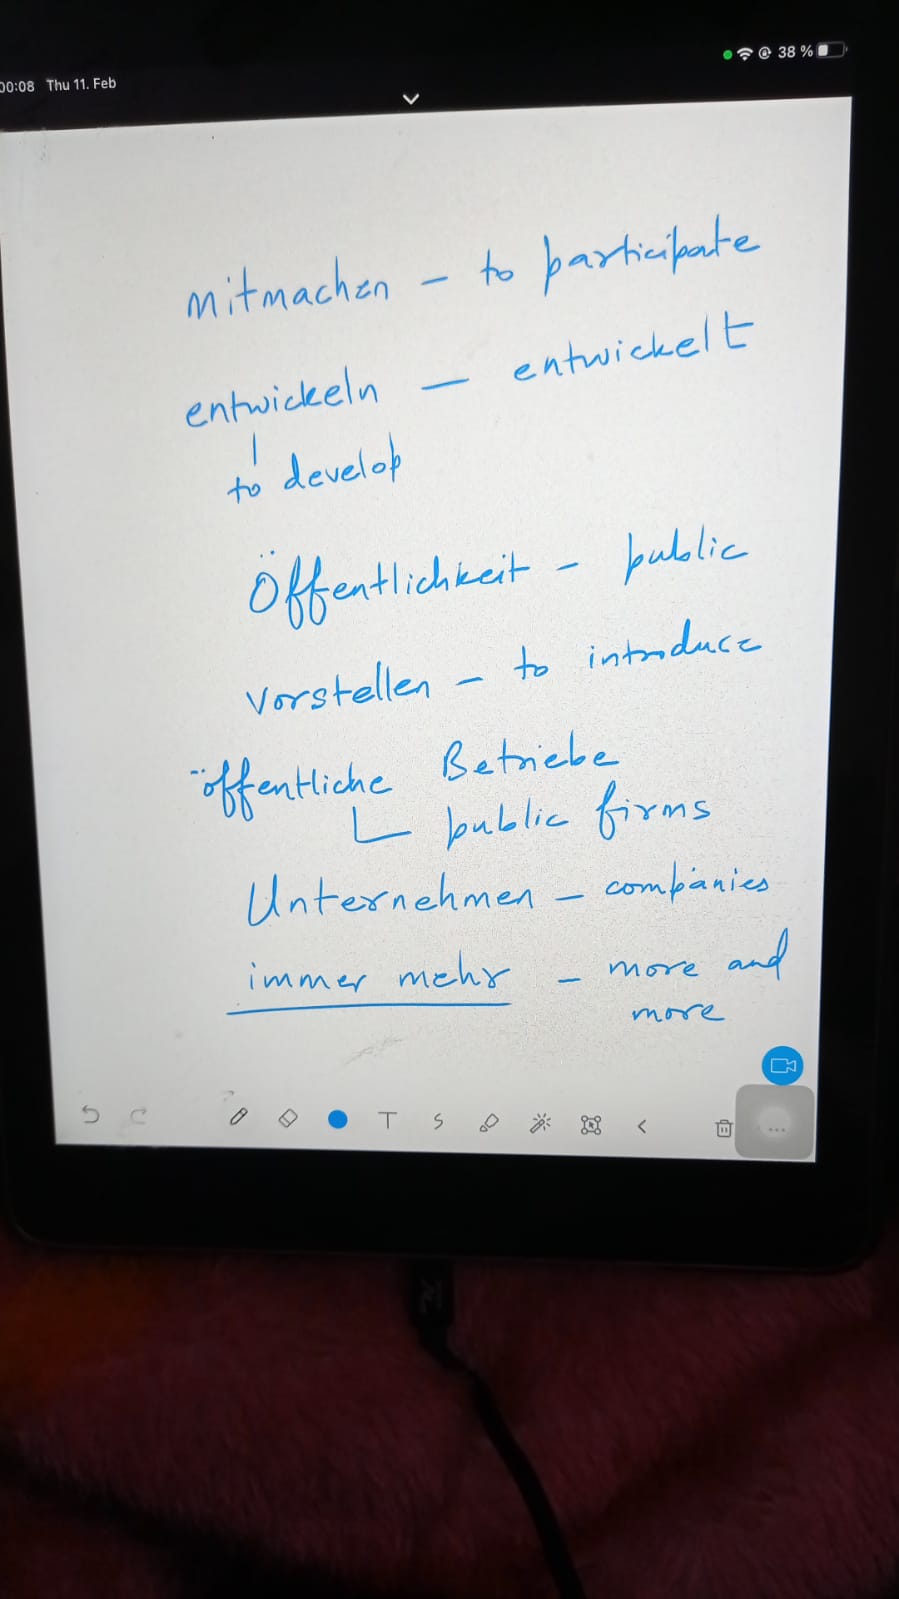 00:08 Thu 11. Feb
38 %
mitmachen - to participate
entwickeln - entwickelt
to develop
Öffentlichkeit - public
vorstellen - to introduce
öffentliche Betriebe
public firms
Unternehmen - companies
immer mehr - more and
more
T